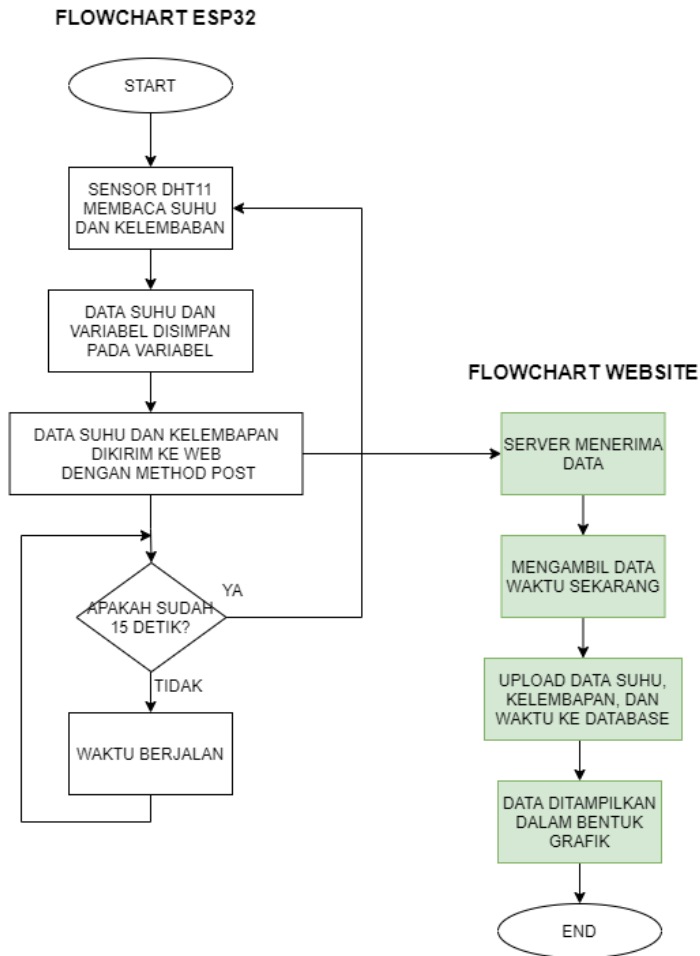 FLOWCHART ESP32
START
SENSOR DHT11
MEMBACA SUHU
DAN KELEMBABAN
DATA SUHU DAN
VARIABEL DISIMPAN
PADA VARIABEL
DATA SUHU DAN KELEMBAPAN
DIKIRIM KE WEB
DENGAN METHOD POST
APAKAH SUDAH
15 DETIK?
YA
TIDAK
WAKTU BERJALAN
FLOWCHART WEBSITE
SERVER MENERIMA
DATA
MENGAMBIL DATA
WAKTU SEKARANG
UPLOAD DATA SUHU,
KELEMBAPAN, DAN
WAKTU KE DATABASE
DATA DITAMPILKAN
DALAM BENTUK
GRAFIK
END